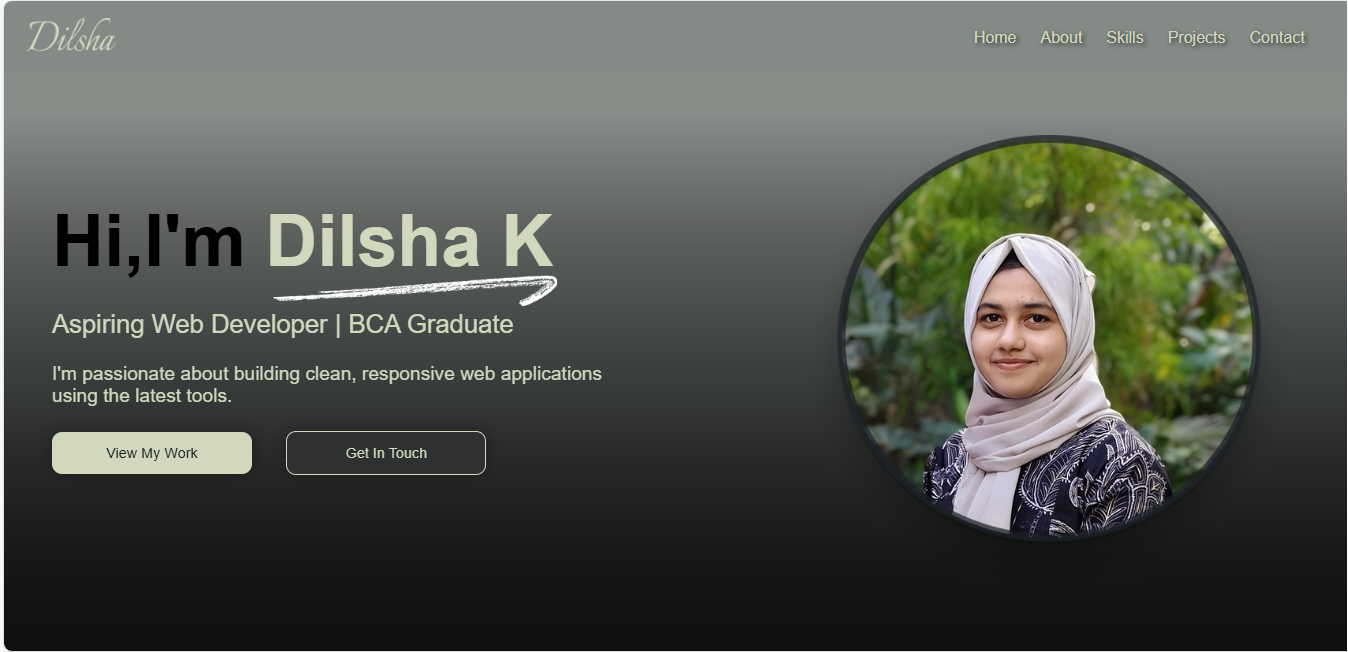 Dilsha
Home About Skills Projects Contact
Hi,I'm Dilsha K
Aspiring Web Developer | BCA Graduate
I'm passionate about building clean, responsive web applications
using the latest tools.
View My Work
Get In Touch